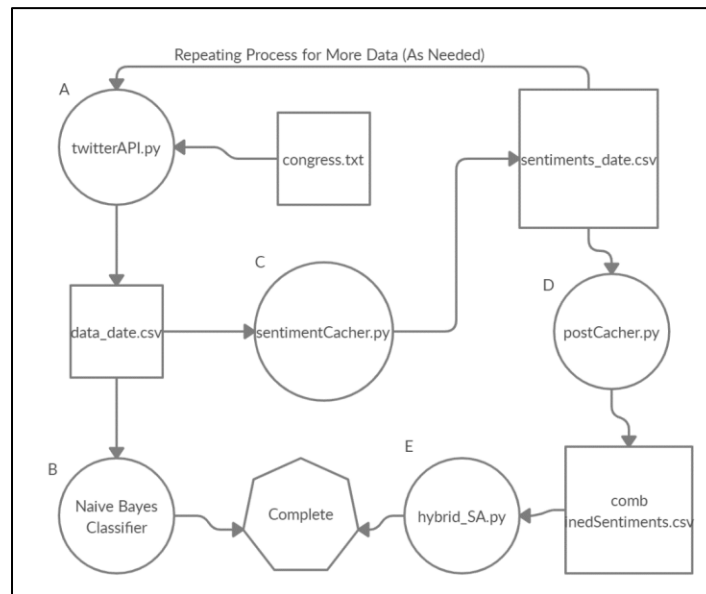 Repeating Process for More Data (As Needed)
A
twitterAPI.py
congress.txt
sentiments_date.csv
C
D
data_date.csv
sentimentCacher.py
postCacher.py
B
E
Naive Bayes
Classifier
Complete
hybrid_SA.py
comb
inedSentiments.csv